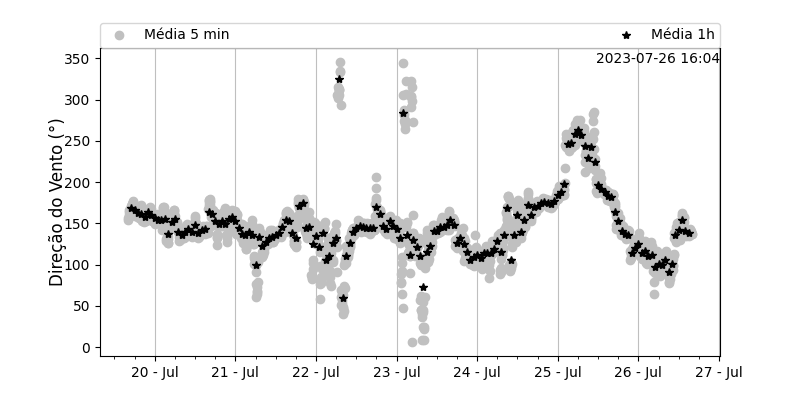 Média 5 min
Média 1h
2023-07-26 16:04
Direção do Vento (°)
350
300
250
200
150
100
50
0
20 - Jul
21 - Jul
22 - Jul
23 - Jul
24 - Jul
25 - Jul
26 - Jul
27 - Jul